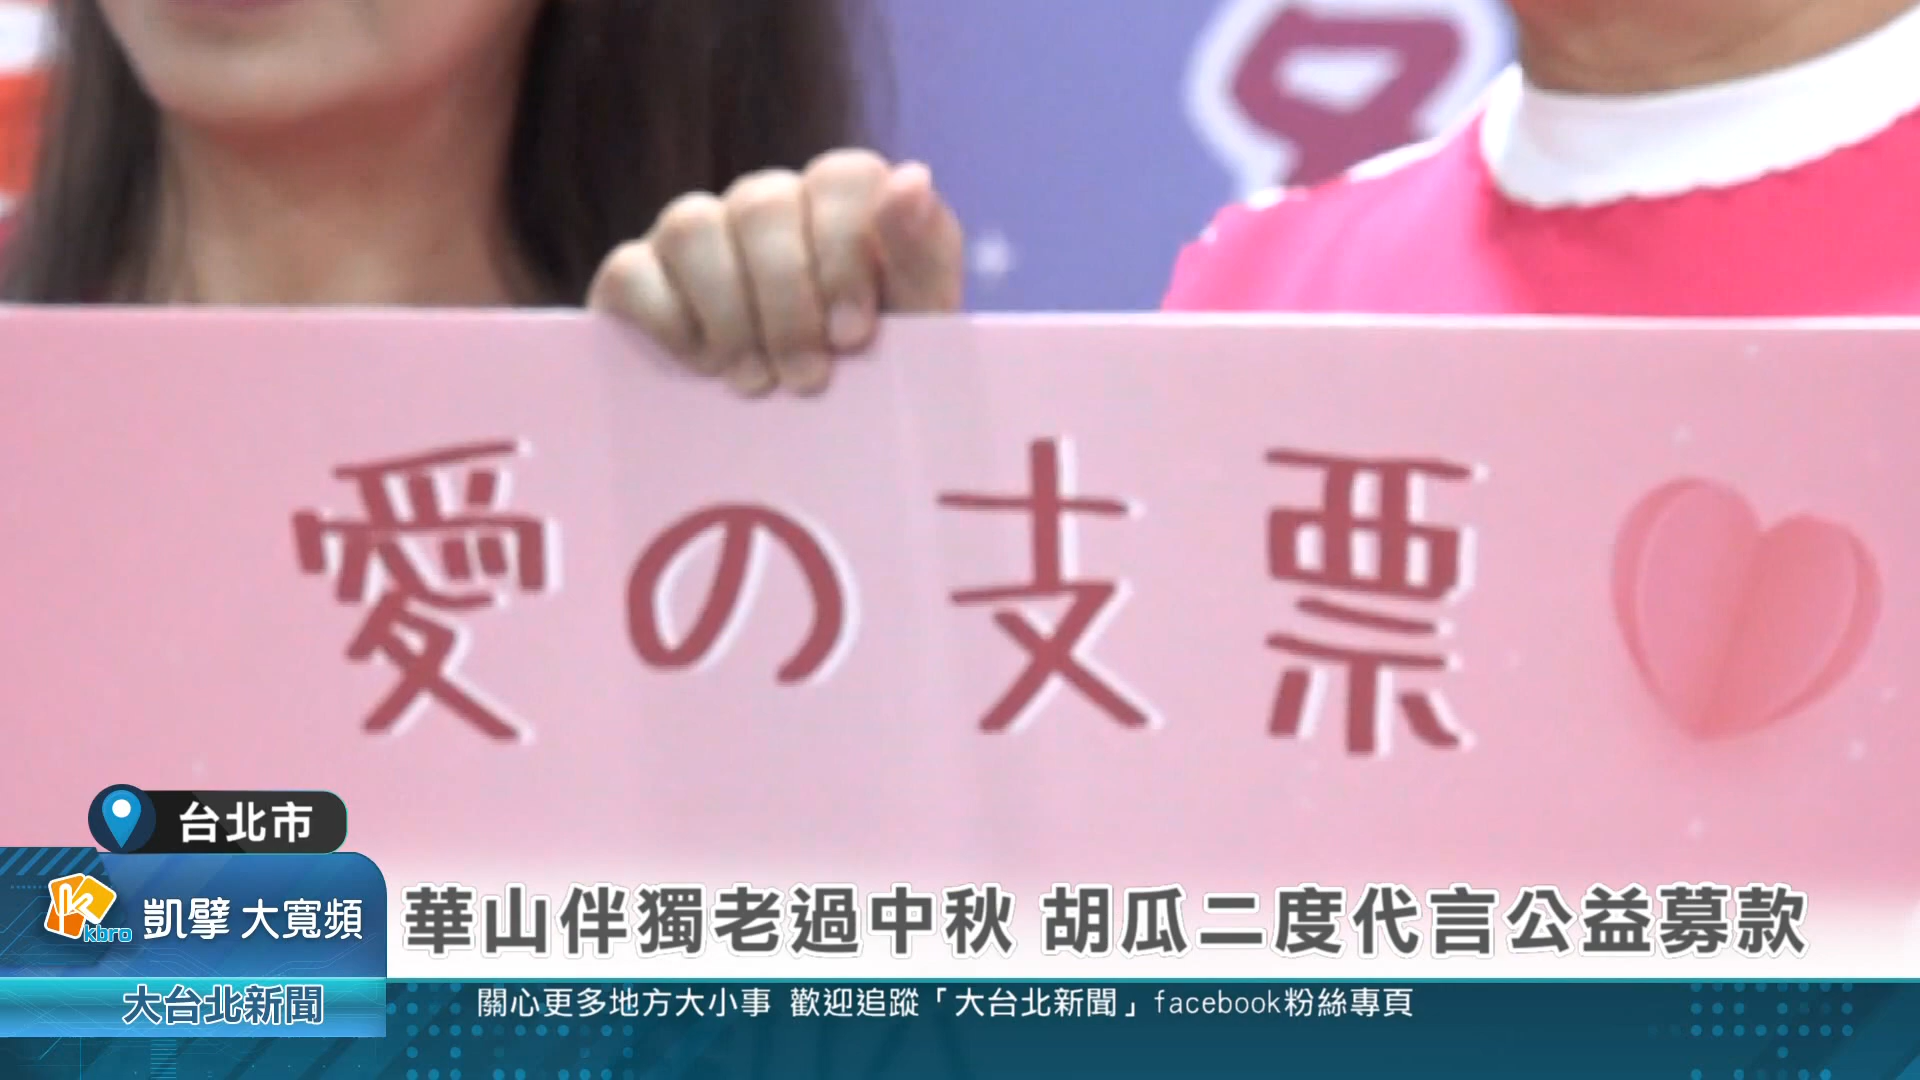 愛の支票
台北市
kbro 凱擘大寬頻
華山伴獨老過中秋 胡瓜二度代言公益募款
大台北新聞
關心更多地方大小事 歡迎追蹤「大台北新聞」facebook粉絲專頁